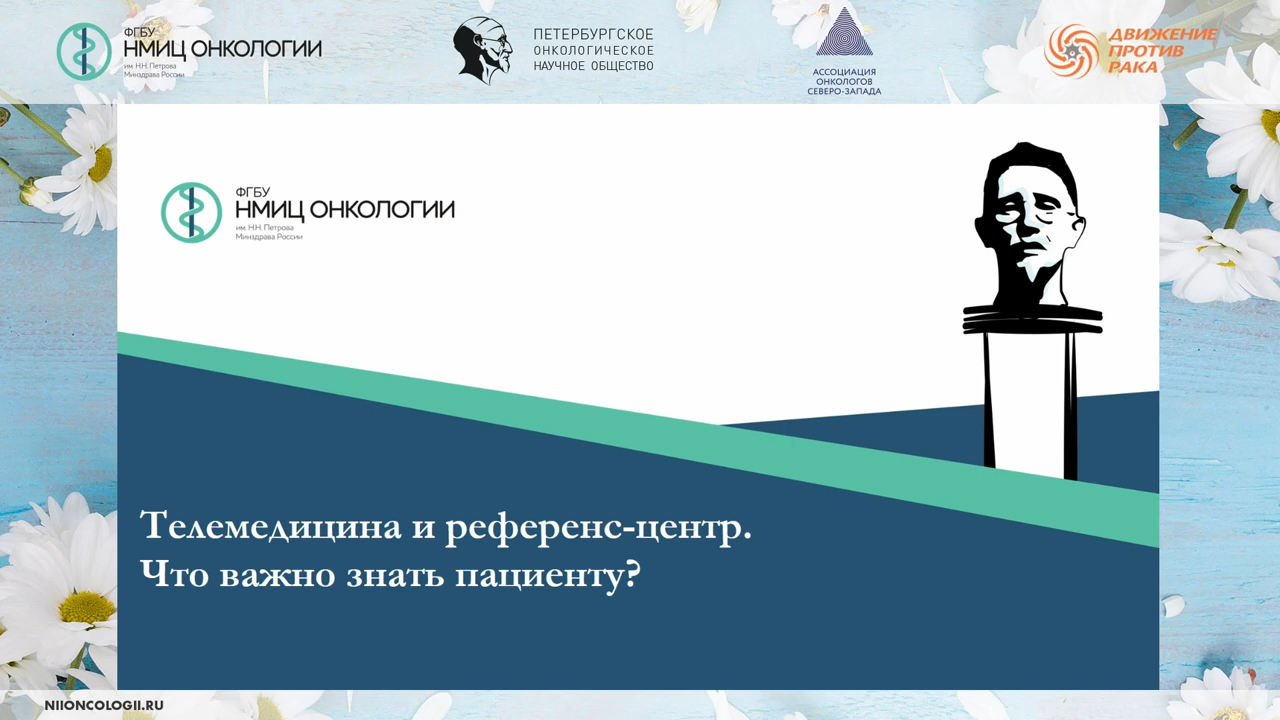 ФГБУ
НМИЦ ОНКОЛОГИИ
им. Н.Н. Петрова
Минздрава России
ПЕТЕРБУРГСКОЕ
ОНКОЛОГИЧЕСКОЕ
НАУЧНОЕ ОБЩЕСТВО
АССОЦИАЦИЯ
ОНКОЛОГОВ
СЕВЕРО-ЗАПАДА
ДВИЖЕНИЕ
ПРОТИВ
РАКА
ФГБУ
НМИЦ ОНКОЛОГИИ
им. Н.Н. Петрова
Минздрава России
Телемедицина и референс-центр.
Что важно знать пациенту?
NIIONCOLOGII.RU